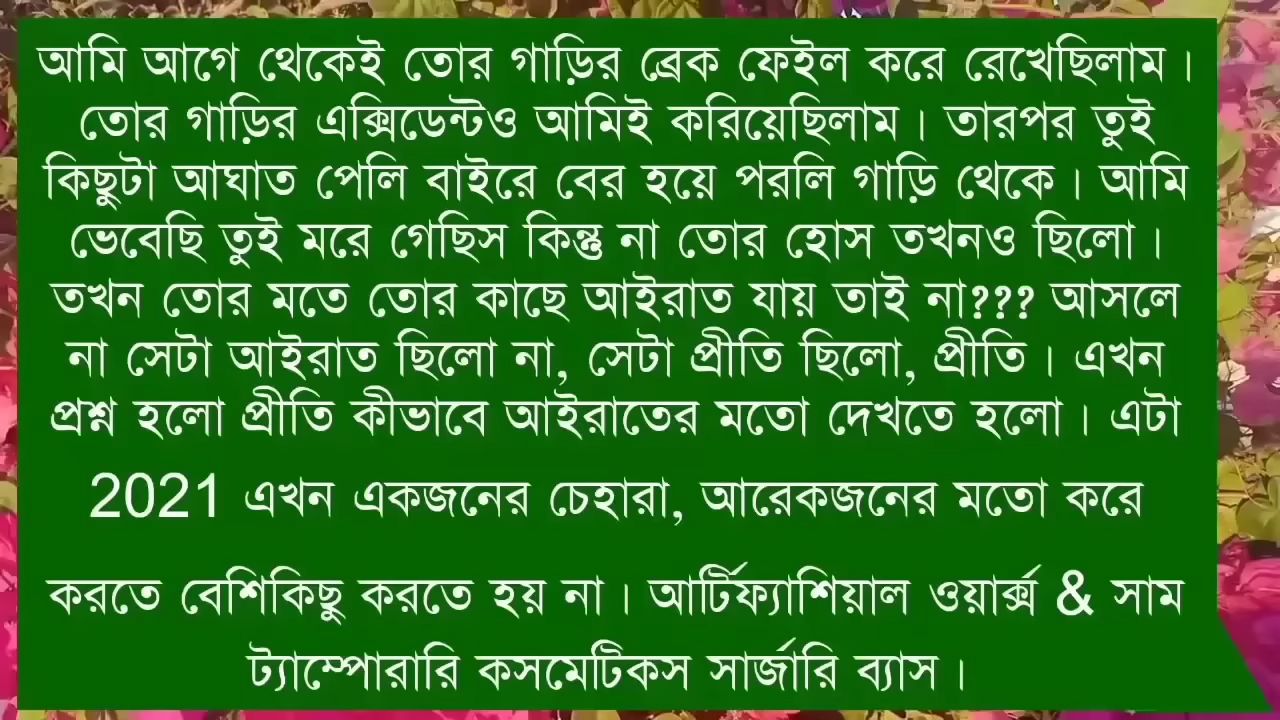 আমি আগে থেকেই তোর গাড়ির ব্রেক ফেইল করে রেখেছিলাম।
তোর গাড়ির এক্সিডেন্টও আমিই করিয়েছিলাম। তারপর তুই
কিছুটা আঘাত পেলি বাইরে বের হয়ে পরলি গাড়ি থেকে। আমি
ভেবেছি তুই মরে গেছিস কিন্তু না তোর হোস তখনও ছিলো।
তখন তোর মতে তোর কাছে আইরাত যায় তাই না??? আসলে
না সেটা আইরাত ছিলো না, সেটা প্রীতি ছিলো, প্রীতি। এখন
প্রশ্ন হলো প্রীতি কীভাবে আইরাতের মতো দেখতে হলো। এটা
2021 এখন একজনের চেহারা, আরেকজনের মতো করে
করতে বেশিকিছু করতে হয় না। আর্টিফ্যাশিয়াল ওয়ার্ক্স & সাম
ট্যাম্পোরারি কসমেটিকস সার্জারি ব্যাস।